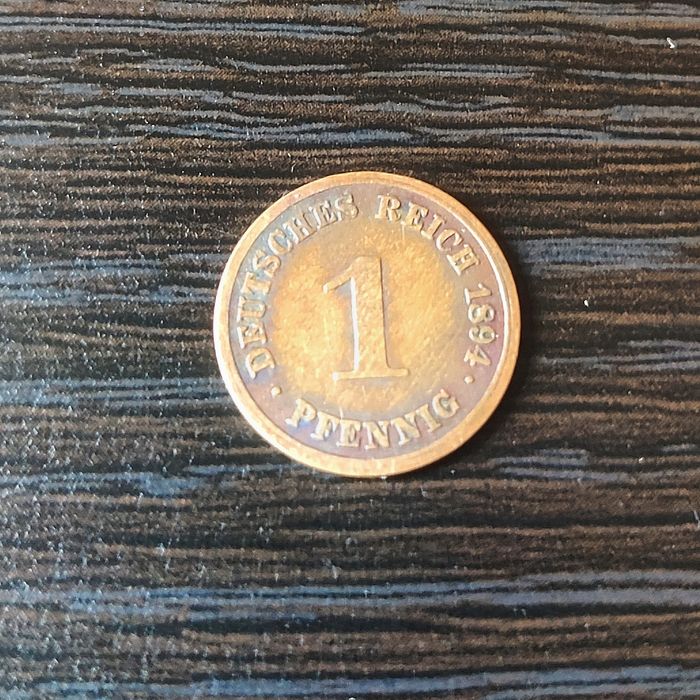 DEUTSCHES REICH 1894
1
· PFENNIG ·